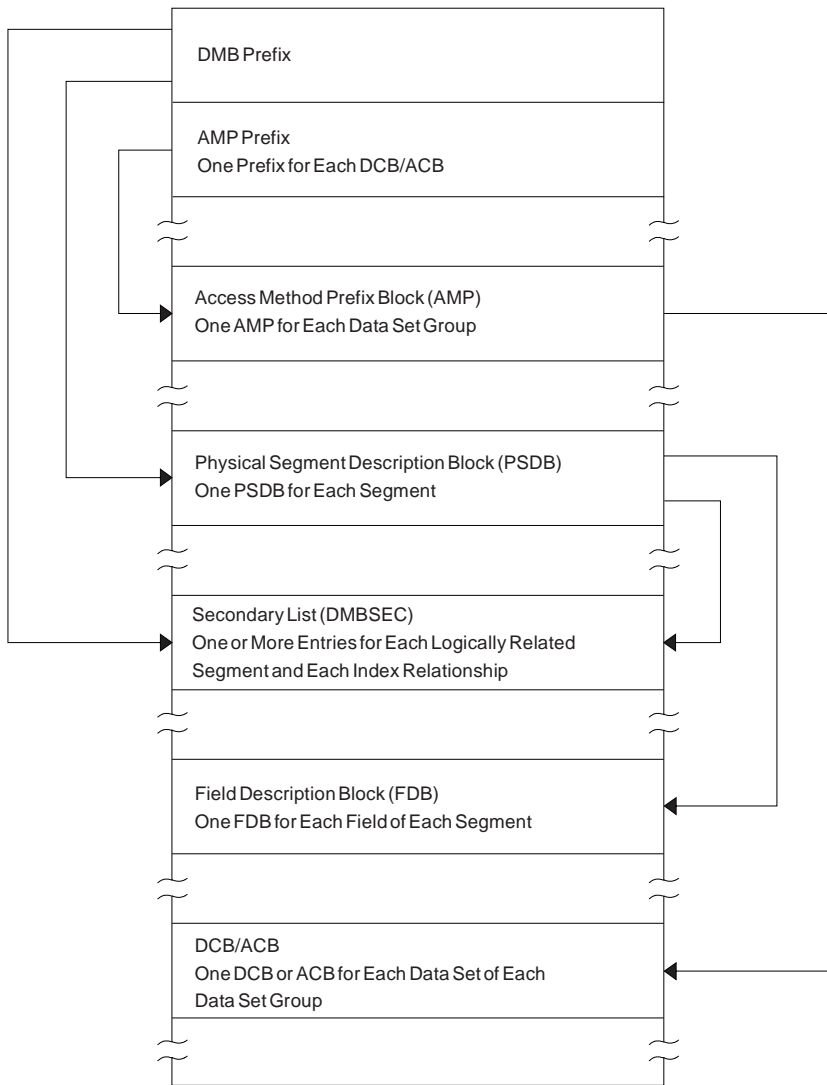 DMB Prefix
AMP Prefix
One Prefix for Each DCB/ACB
Access Method Prefix Block (AMP)
One AMP for Each Data Set Group
Physical Segment Description Block (PSDB)
One PSDB for Each Segment
Secondary List (DMBSEC)
One or More Entries for Each Logically Related
Segment and Each Index Relationship
Field Description Block (FDB)
One FDB for Each Field of Each Segment
DCB/ACB
One DCB or ACB for Each Data Set of Each
Data Set Group